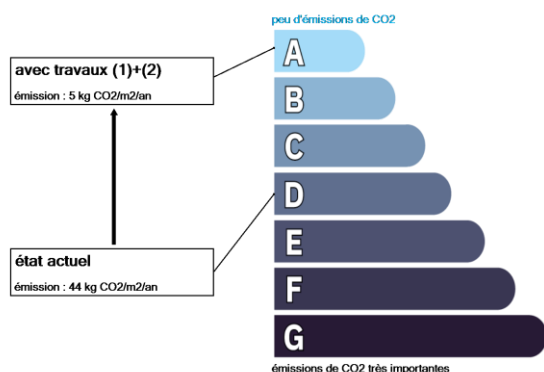 peu d'émissions de CO2
avec travaux (1)+(2)
émission : 5 kg CO2/m2/an
A
B
C
D
E
état actuel
émission : 44 kg CO2/m2/an
F
G
émissions de CO2 très importantes